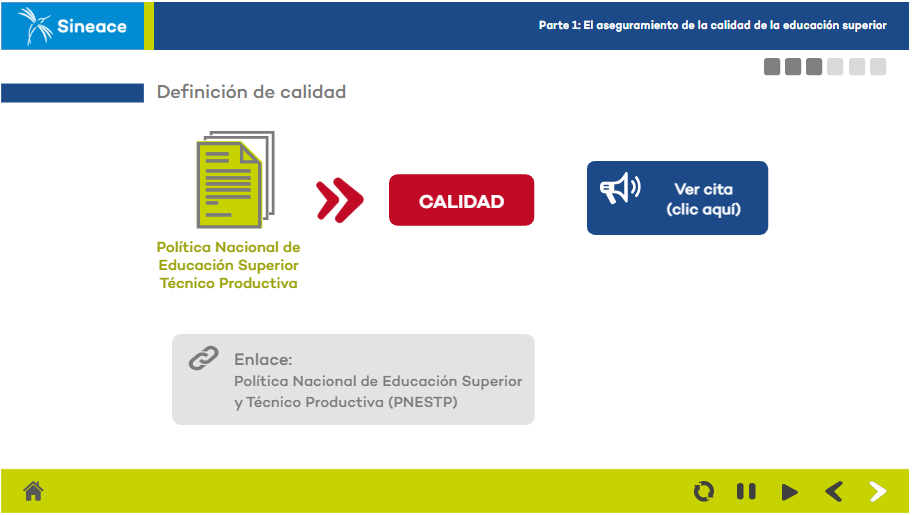 Sineace
Parte 1: El aseguramiento de la calidad de la educación superior
Definición de calidad
CALIDAD
Ver cita
(clic aquí)
Política Nacional de
Educación Superior
Técnico Productiva
Enlace:
Política Nacional de Educación Superior
y Técnico Productiva (PNESTP)